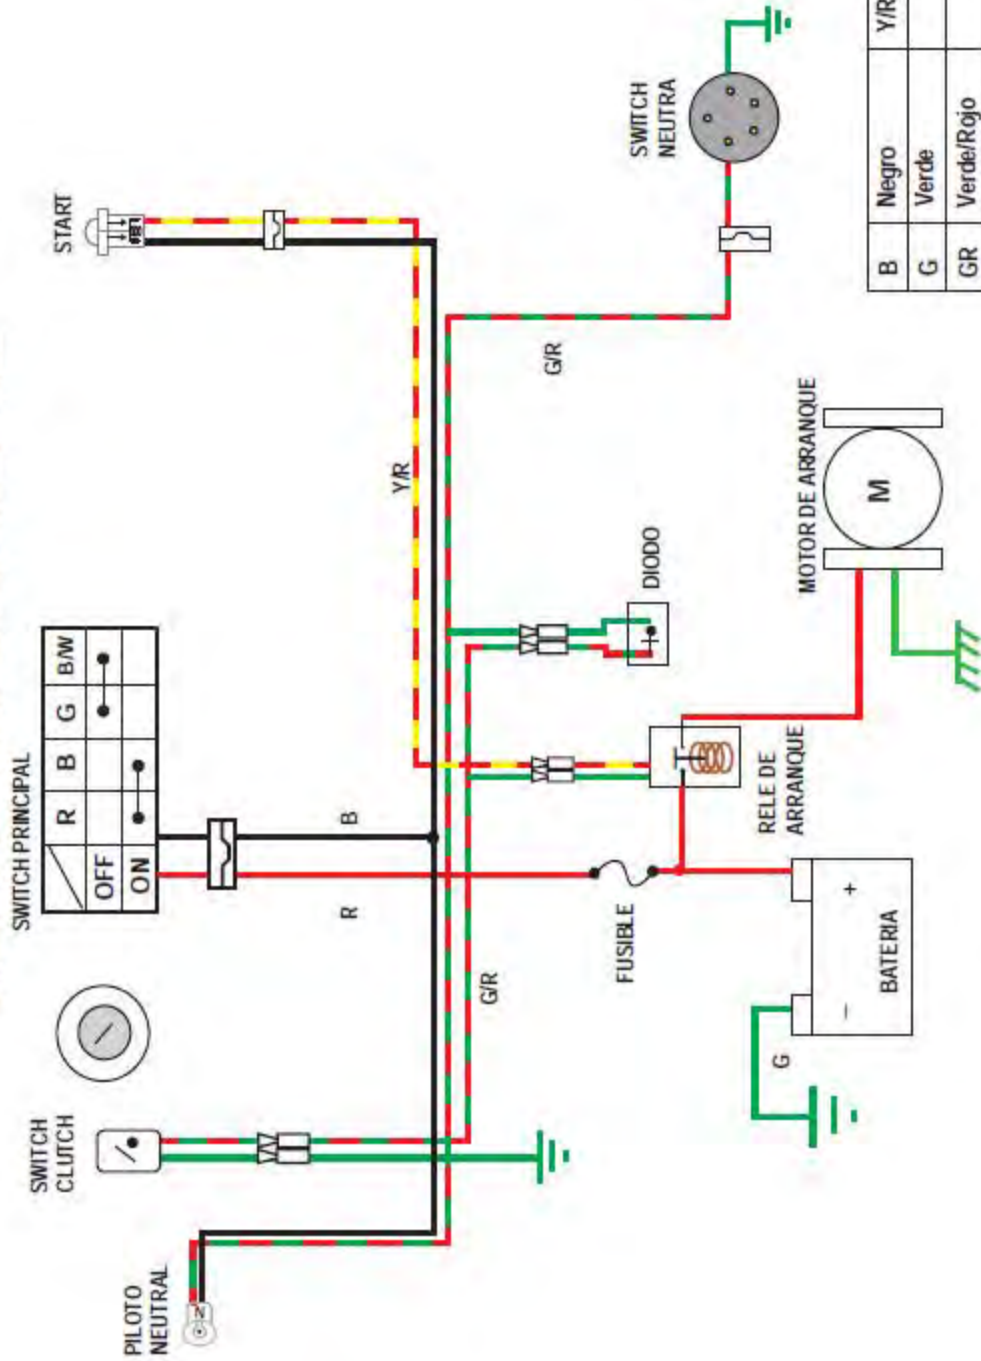 SWITCH PRINCIPAL
R B G B/W
OFF
ON
START
SWITCH
CLUTCH
PILOTO
NEUTRAL
SWITCH
NEUTRA
R
B
Y/R
G/R
G/R
FUSIBLE
DIODO
RELE DE
ARRANQUE
MOTOR DE ARRANQUE
M
G
BATERIA
- +
B Negro Y/R
G Verde
GR Verde/Rojo